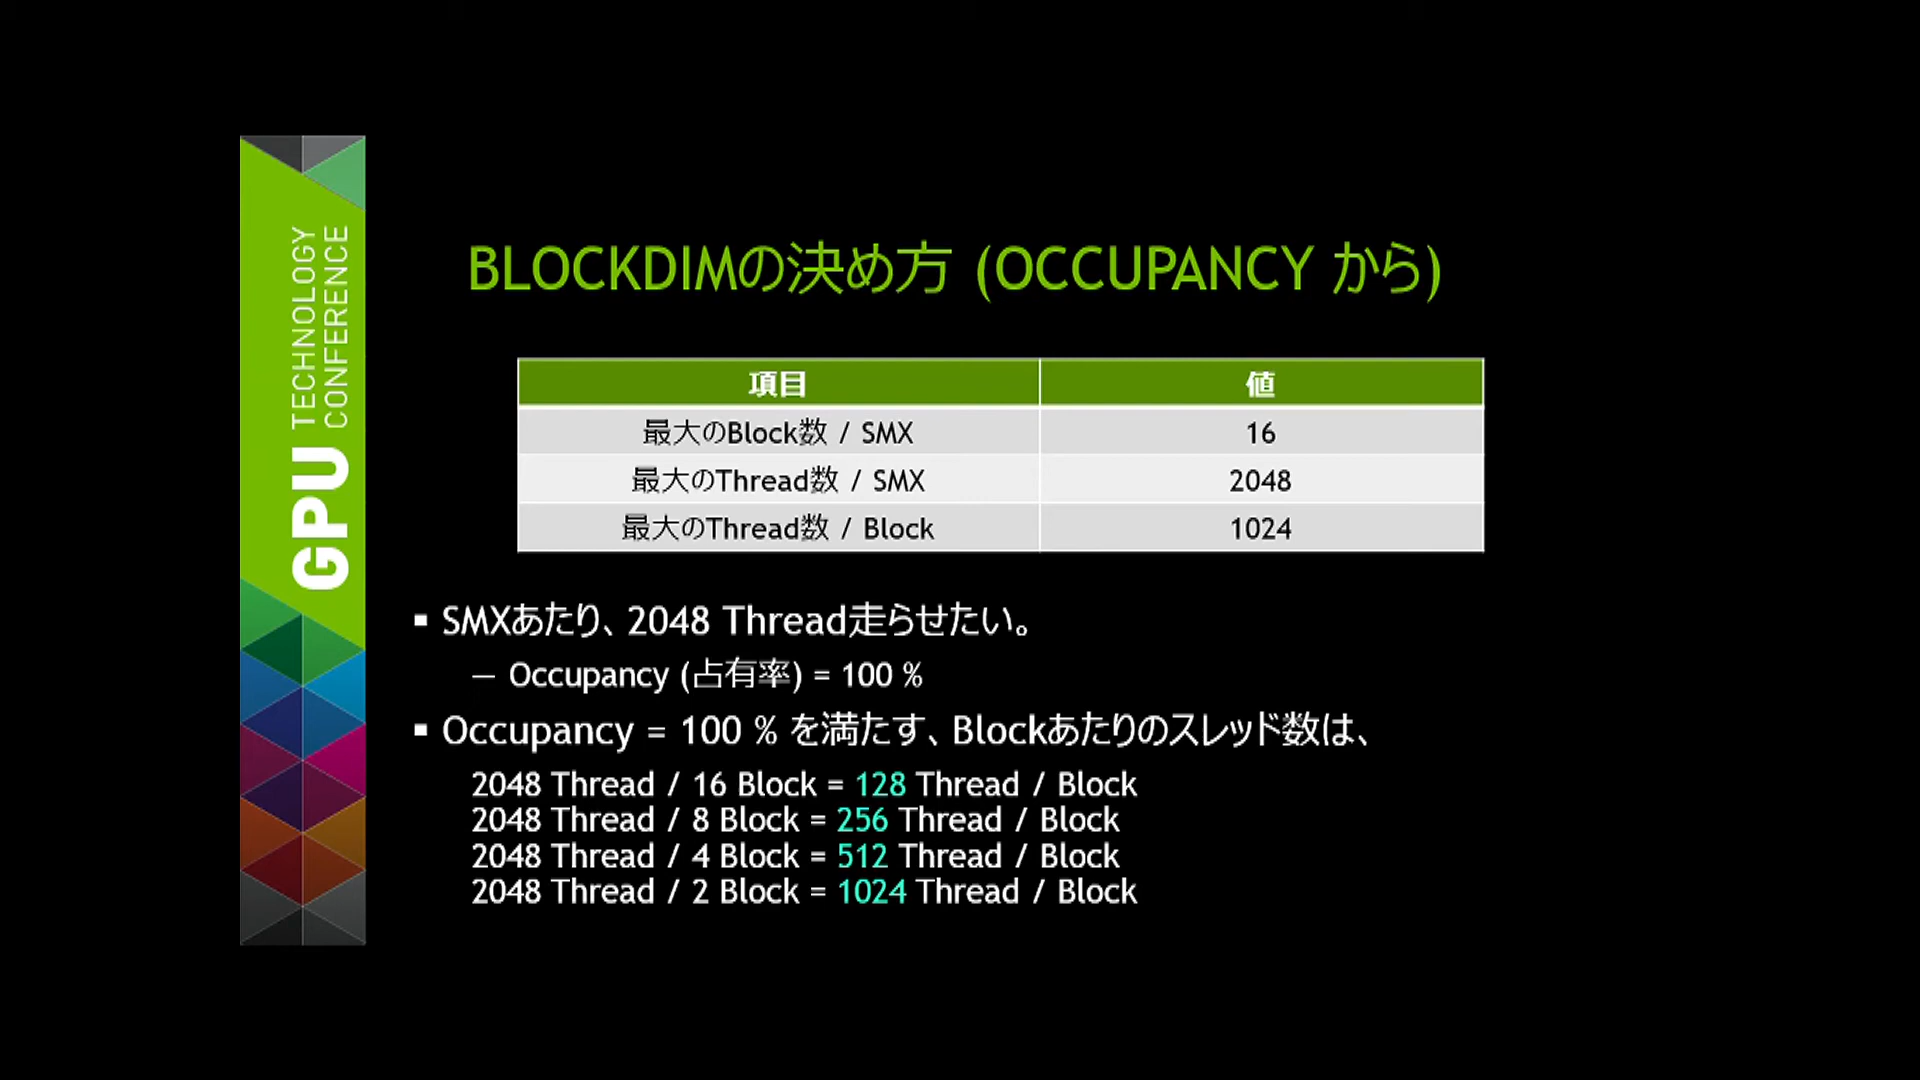 GPU TECHNOLOGY
CONFERENCE
BLOCKDIMの決め方 (OCCUPANCY から)
項目 値
最大のBlock数 / SMX 16
最大のThread数 / SMX 2048
最大のThread数 / Block 1024
▪ SMXあたり、2048 Thread走らせたい。
— Occupancy (占有率) = 100 %
▪ Occupancy = 100 % を満たす、Blockあたりのスレッド数は、
2048 Thread / 16 Block = 128 Thread / Block
2048 Thread / 8 Block = 256 Thread / Block
2048 Thread / 4 Block = 512 Thread / Block
2048 Thread / 2 Block = 1024 Thread / Block